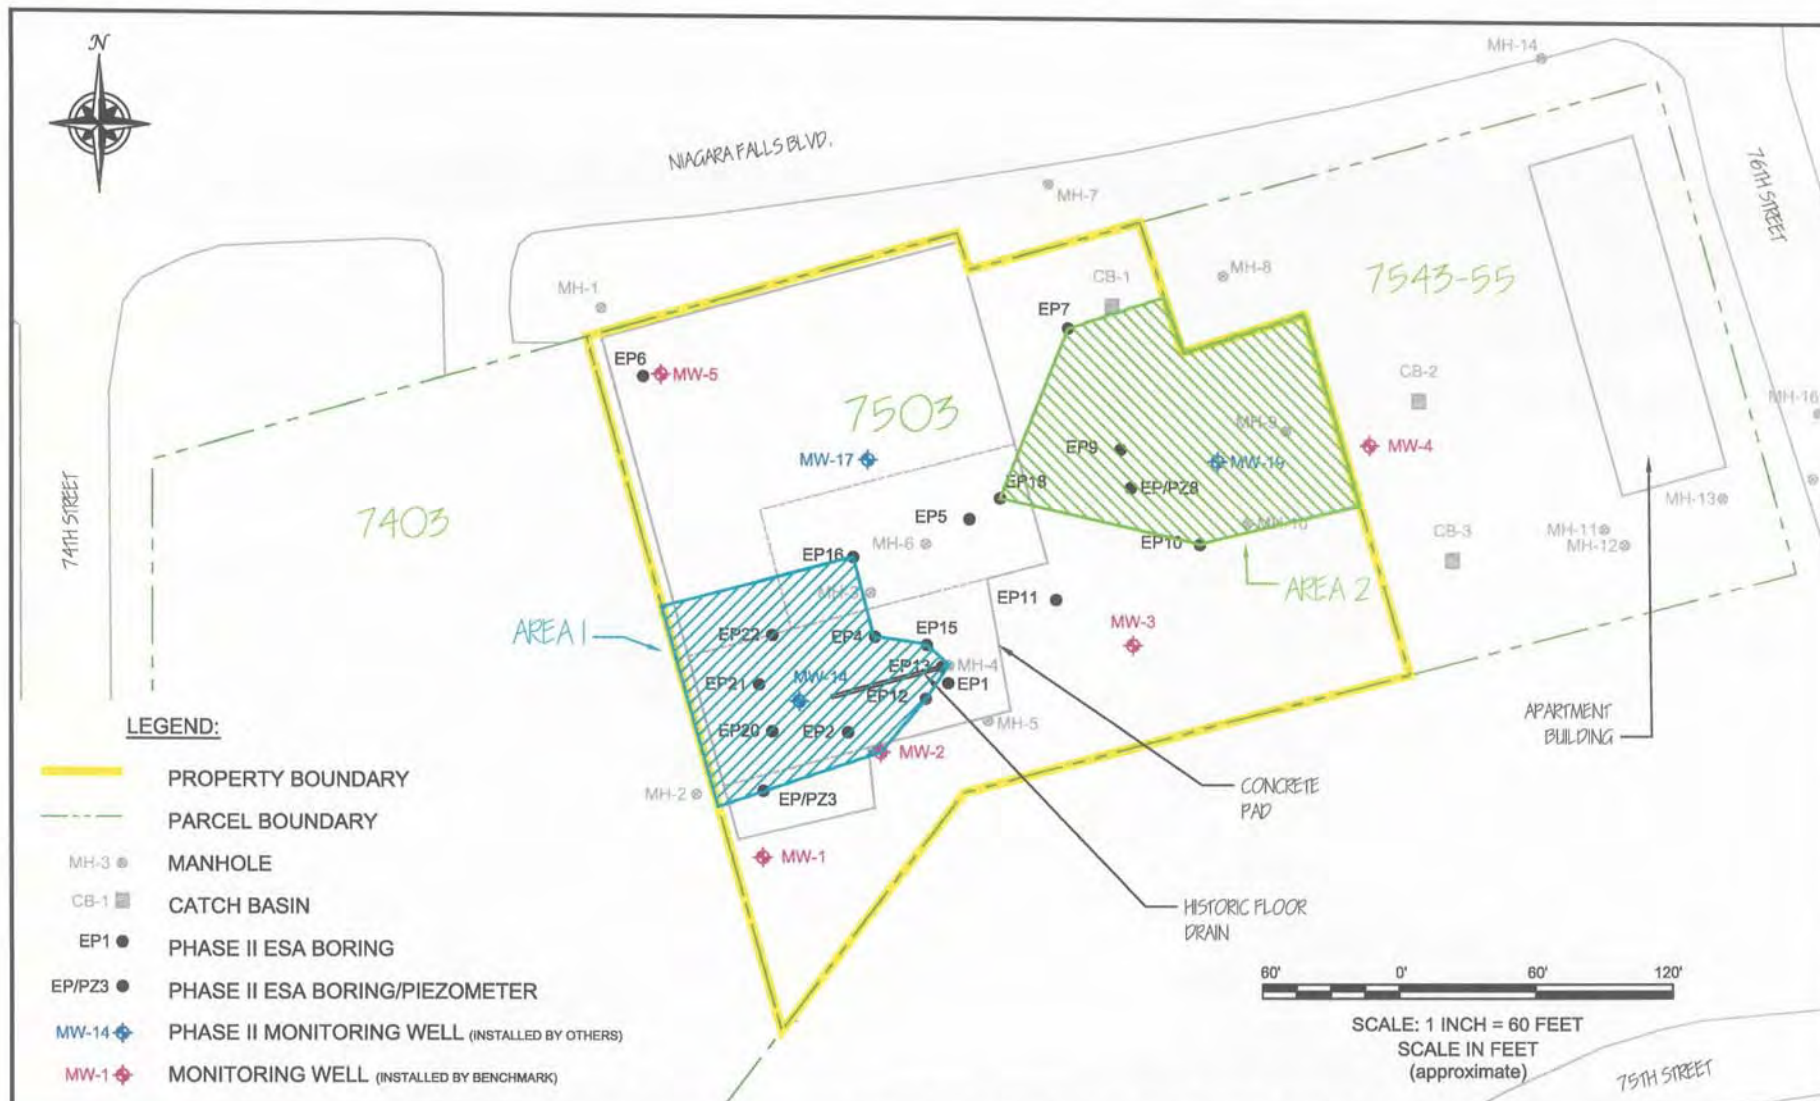 N
NIAGARA FALLS BLVD.
MH-14
76TH STREET
MH-7
MH-1
CB-1
MH-8
7543-55
EP7
EP6
MW-5
7503
CB-2
MH-16
MH-9
MW-4
EP9
MW-17
MW-19
EP/PZ8
EP18
MH-13
7403
74TH STREET
EP5
MH-10
MH-11
MH-12
MH-6
EP10
CB-3
EP16
AREA 2
MH-3
EP11
AREA 1
EP22
EP4
EP15
MW-3
EP13
MH-4
EP21
MW-14
EP12
EP1
APARTMENT
BUILDING
EP20
EP2
MH-5
MW-2
MH-2
EP/PZ3
CONCRETE
PAD
MW-1
HISTORIC FLOOR
DRAIN
LEGEND:
PROPERTY BOUNDARY
PARCEL BOUNDARY
MH-3 MANHOLE
CB-1 CATCH BASIN
EP1 PHASE II ESA BORING
EP/PZ3 PHASE II ESA BORING/PIEZOMETER
MW-14 PHASE II MONITORING WELL (INSTALLED BY OTHERS)
MW-1 MONITORING WELL (INSTALLED BY BENCHMARK)
60' 0' 60' 120'
SCALE: 1 INCH = 60 FEET
SCALE IN FEET
(approximate)
75TH STREET